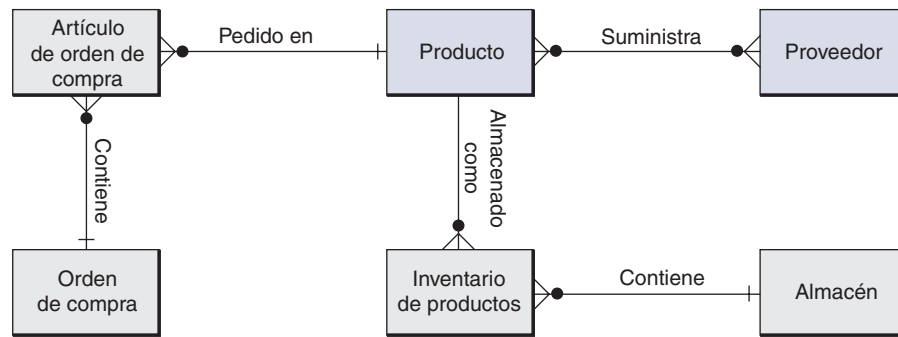 Artículo
de orden de
compra
Pedido en
Producto
Suministra
Proveedor
Contiene
Almacenado
como
Orden
de compra
Inventario
de productos
Contiene
Almacén